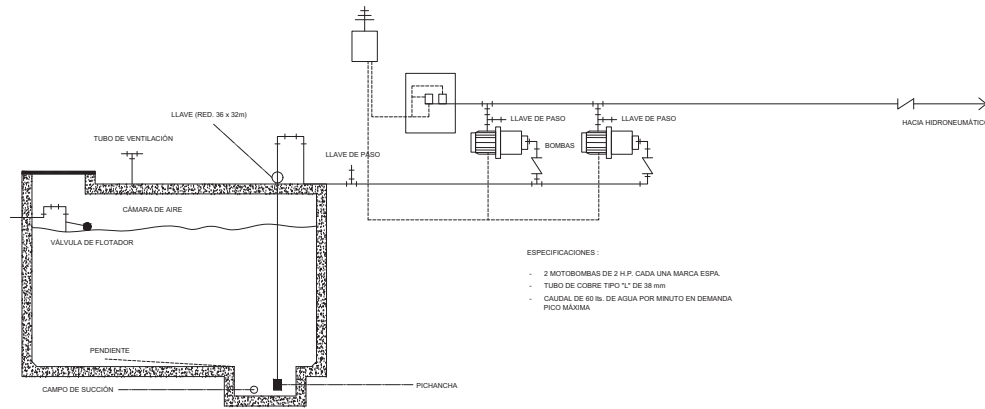 LLAVE (RED. 36 x 32m)
TUBO DE VENTILACIÓN
LLAVE DE PASO
LLAVE DE PASO
LLAVE DE PASO
BOMBAS
HACIA HIDRONEUMÁTICO
CÁMARA DE AIRE
VÁLVULA DE FLOTADOR
ESPECIFICACIONES :
- 2 MOTOBOMBAS DE 2 H.P. CADA UNA MARCA ESPA.
- TUBO DE COBRE TIPO "L" DE 38 mm
- CAUDAL DE 60 lts. DE AGUA POR MINUTO EN DEMANDA
PICO MÁXIMA
PENDIENTE
CAMPO DE SUCCIÓN
PICHANCHA